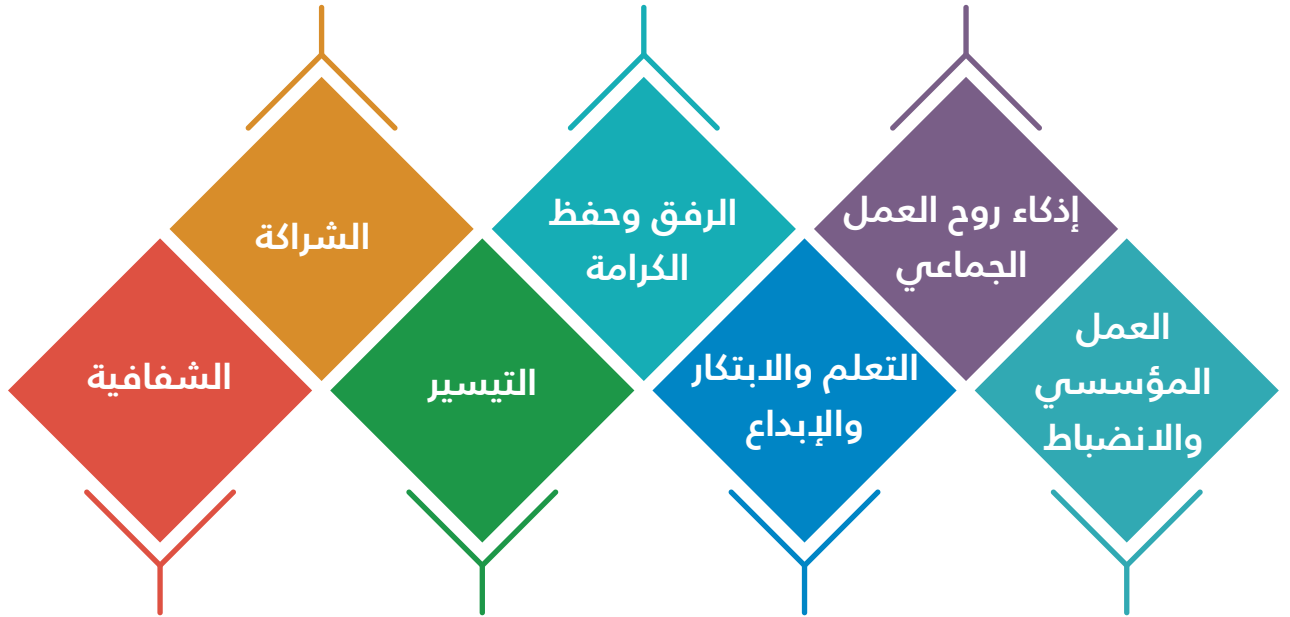 العمل
المؤسسي
والانضباط
إذكاء روح العمل
الجماعي
التعلم والابتكار
والإبداع
الرفق وحفظ
الكرامة
التيسير
الشراكة
الشفافية